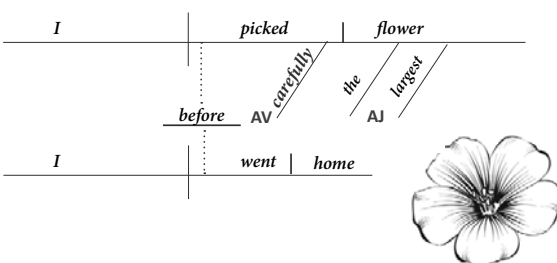 I picked flower
carefully the largest
before AV AJ
I went home